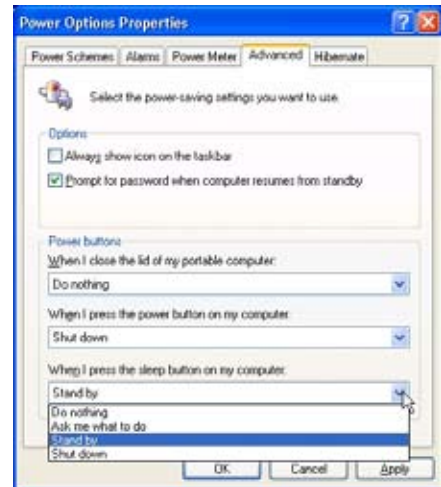 Power Options Properties
Power Schemes Alarms Power Meter Advanced Hibernate
Select the power-saving settings you want to use.
Options
Always show icon on the taskbar
Prompt for password when computer resumes from standby
Power buttons
When I close the lid of my portable computer:
Do nothing
When I press the power button on my computer:
Shut down
When I press the sleep button on my computer:
Stand by
Do nothing
Ask me what to do
Stand by
Shut down
OK Cancel Apply